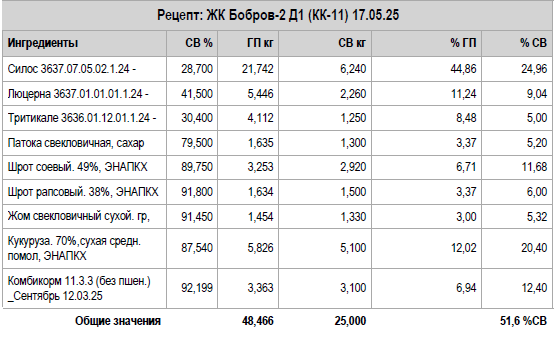 Рецепт: ЖК Бобров-2 Д1 (КК-11) 17.05.25
Ингредиенты СВ % ГП кг СВ кг % ГП % СВ
Силос 3637.07.05.02.1.24 - 28,700 21,742 6,240 44,86 24,96
Люцерна 3637.01.01.01.1.24 - 41,500 5,446 2,260 11,24 9,04
Тритикале 3636.01.12.01.1.24 - 30,400 4,112 1,250 8,48 5,00
Патока свекловичная, сахар 79,500 1,635 1,300 3,37 5,20
Шрот соевый. 49%, ЭНАПКХ 89,750 3,253 2,920 6,71 11,68
Шрот рапсовый. 38%, ЭНАПКХ 91,800 1,634 1,500 3,37 6,00
Жом свекловичный сухой. гр, 91,450 1,454 1,330 3,00 5,32
Кукуруза. 70%,сухая средн.
помол, ЭНАПКХ 87,540 5,826 5,100 12,02 20,40
Комбикорм 11.3.3 (без пшен.)
_Сентябрь 12.03.25 92,199 3,363 3,100 6,94 12,40
Общие значения 48,466 25,000 51,6 %СВ